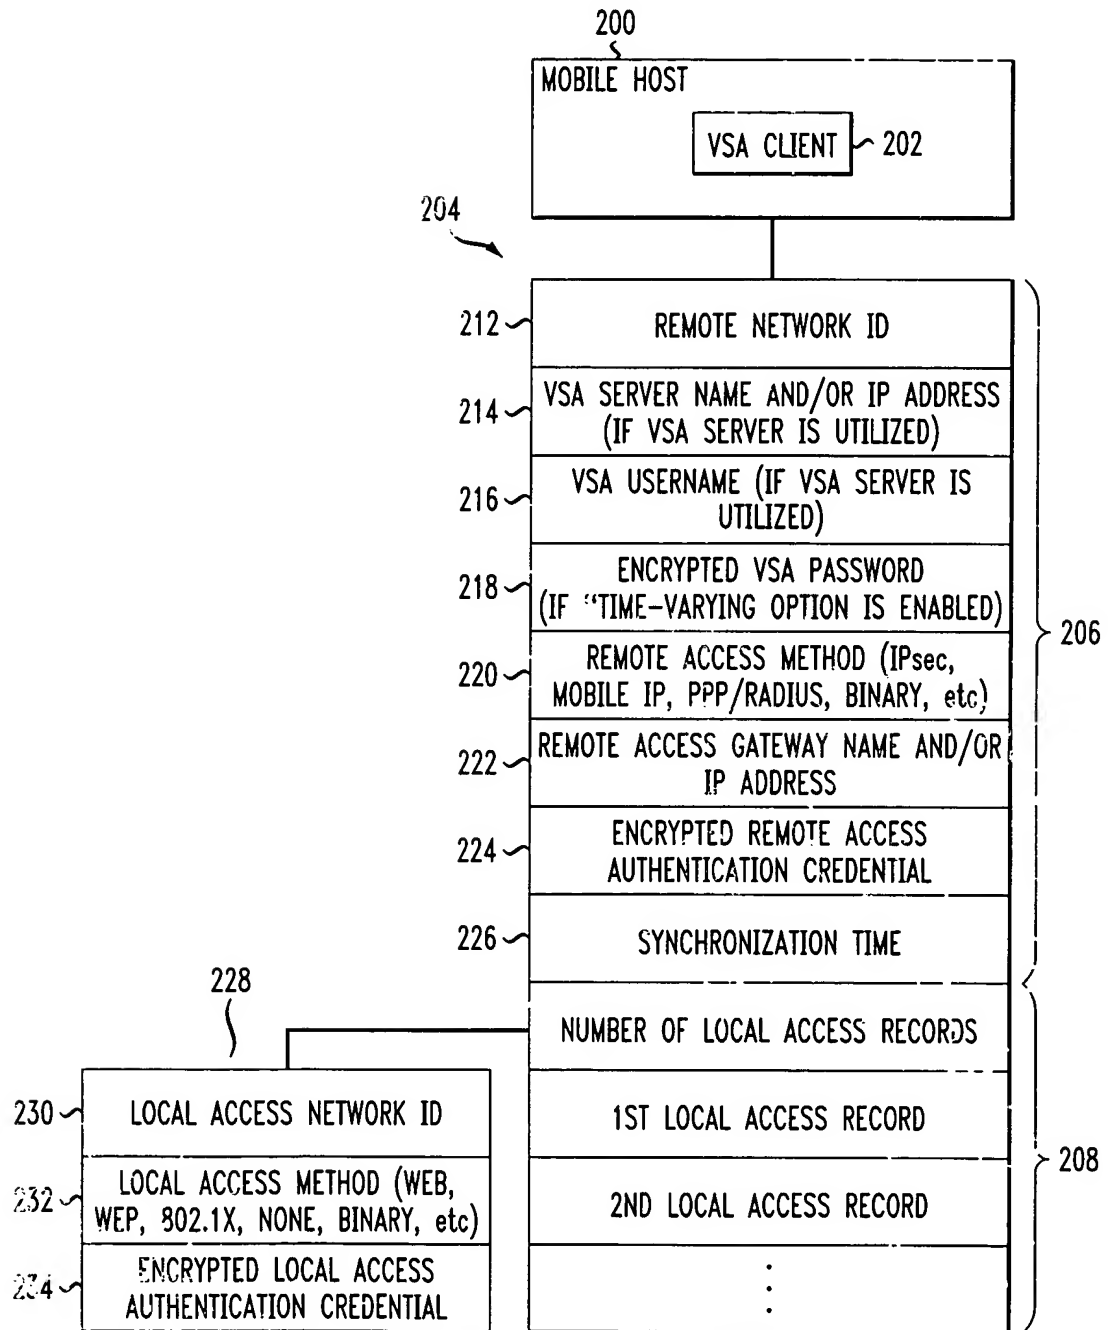 200
MOBILE HOST
VSA CLIENT
202
204
212
REMOTE NETWORK ID
214
VSA SERVER NAME AND/OR IP ADDRESS
(IF VSA SERVER IS UTILIZED)
216
VSA USERNAME (IF VSA SERVER IS
UTILIZED)
218
ENCRYPTED VSA PASSWORD
(IF "TIME-VARYING OPTION IS ENABLED)
206
220
REMOTE ACCESS METHOD (IPsec,
MOBILE IP, PPP/RADIUS, BINARY, etc)
222
REMOTE ACCESS GATEWAY NAME AND/OR
IP ADDRESS
224
ENCRYPTED REMOTE ACCESS
AUTHENTICATION CREDENTIAL
226
SYNCHRONIZATION TIME
228
NUMBER OF LOCAL ACCESS RECORDS
230
LOCAL ACCESS NETWORK ID
1ST LOCAL ACCESS RECORD
208
232
LOCAL ACCESS METHOD (WEB,
WEP, 802.1X, NONE, BINARY, etc)
2ND LOCAL ACCESS RECORD
234
ENCRYPTED LOCAL ACCESS
AUTHENTICATION CREDENTIAL